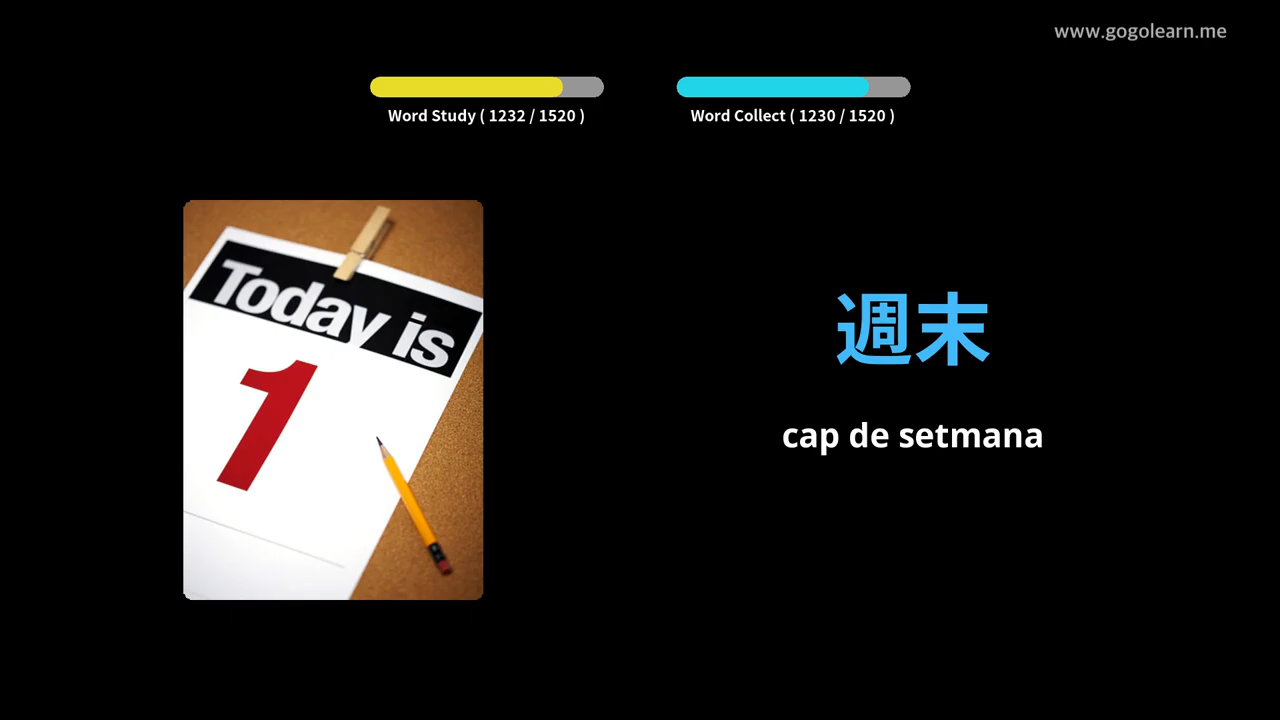 www.gogolearn.me
Word Study ( 1232 / 1520 )
Word Collect ( 1230 / 1520 )
Today is
1
週末
cap de setmana